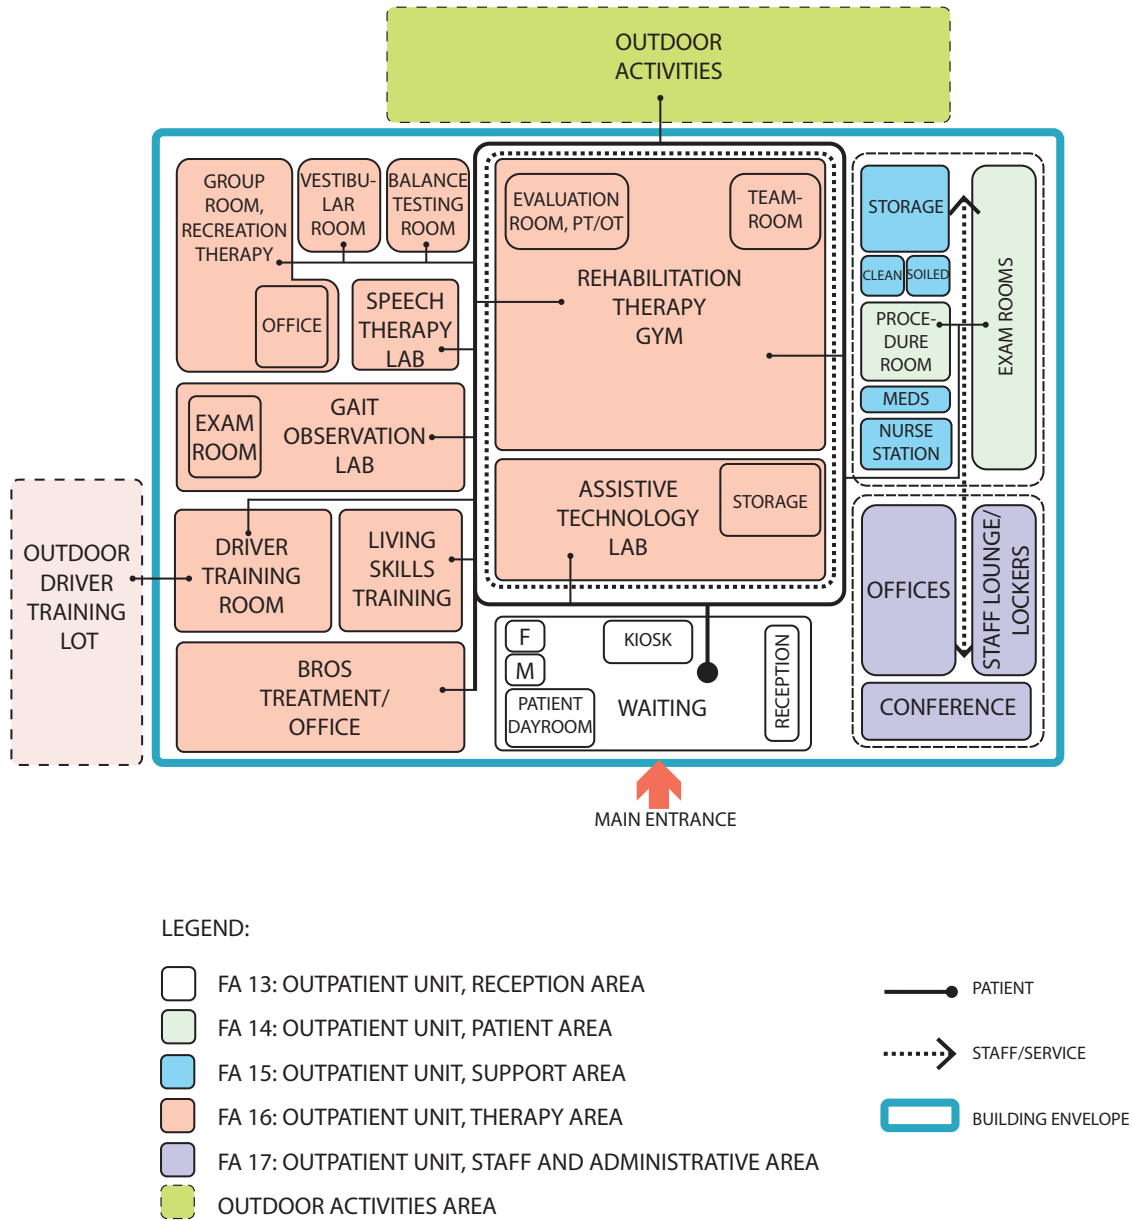 OUTDOOR
ACTIVITIES
GROUP
ROOM,
RECREATION
THERAPY
OFFICE
VESTIBU-
LAR
ROOM
BALANCE
TESTING
ROOM
SPEECH
THERAPY
LAB
EVALUATION
ROOM, PT/OT
TEAM-
ROOM
REHABILITATION
THERAPY
GYM
STORAGE
CLEAN
SOILED
PROCE-
DURE
ROOM
MEDS
NURSE
STATION
EXAM ROOMS
EXAM
ROOM
GAIT
OBSERVATION
LAB
ASSISTIVE
TECHNOLOGY
LAB
STORAGE
OUTDOOR
DRIVER
TRAINING
LOT
DRIVER
TRAINING
ROOM
LIVING
SKILLS
TRAINING
OFFICES
STAFF LOUNGE/
LOCKERS
CONFERENCE
BROS
TREATMENT/
OFFICE
F
M
PATIENT
DAYROOM
KIOSK
WAITING
RECEPTION
MAIN ENTRANCE
LEGEND:
FA 13: OUTPATIENT UNIT, RECEPTION AREA
FA 14: OUTPATIENT UNIT, PATIENT AREA
FA 15: OUTPATIENT UNIT, SUPPORT AREA
FA 16: OUTPATIENT UNIT, THERAPY AREA
FA 17: OUTPATIENT UNIT, STAFF AND ADMINISTRATIVE AREA
OUTDOOR ACTIVITIES AREA
PATIENT
STAFF/SERVICE
BUILDING ENVELOPE